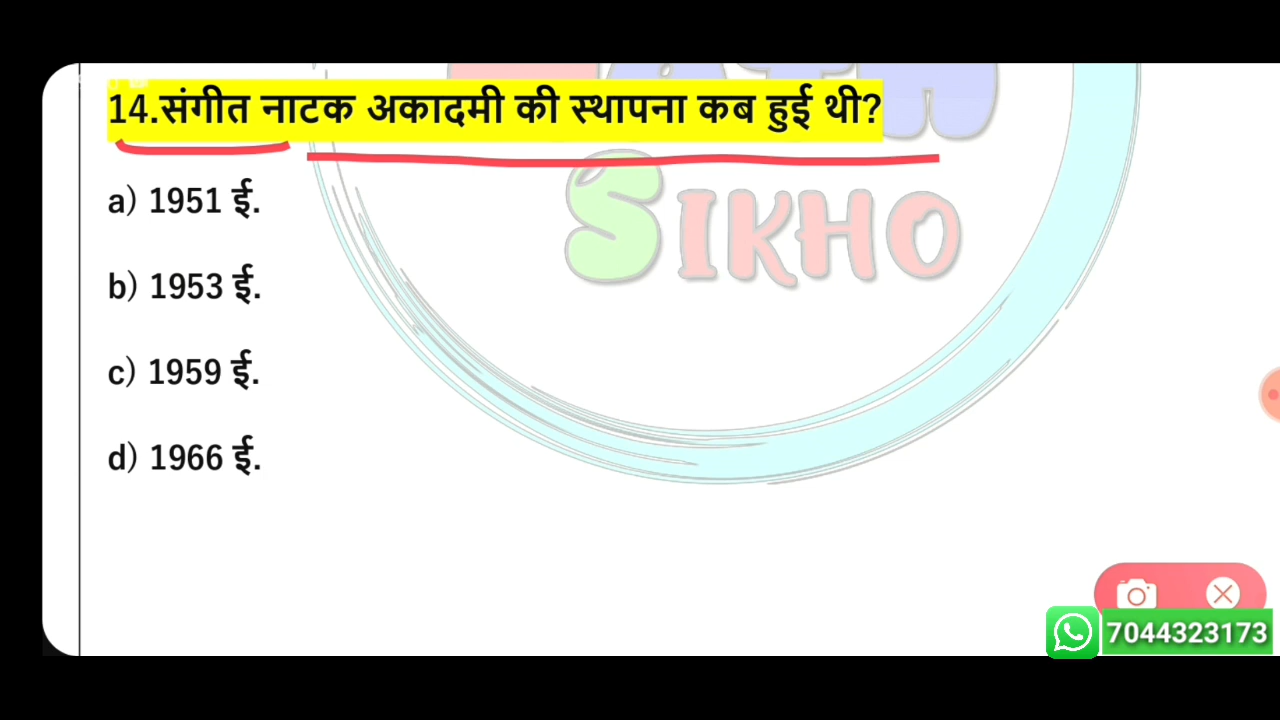 14.संगीत नाटक अकादमी की स्थापना कब हुई थी?
SIKHO
a) 1951 ई.
b) 1953 ई.
c) 1959 ई.
d) 1966 ई.
7044323173